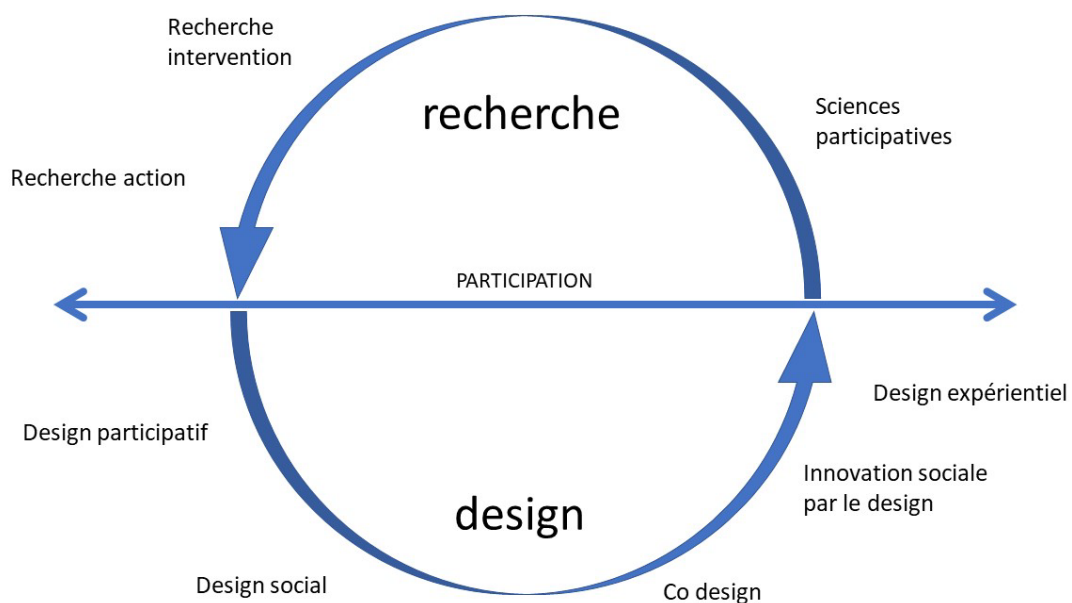 Recherche
intervention
recherche
Sciences
participatives
Recherche action
PARTICIPATION
Design expérientiel
Design participatif
Innovation sociale
par le design
design
Design social
Co design